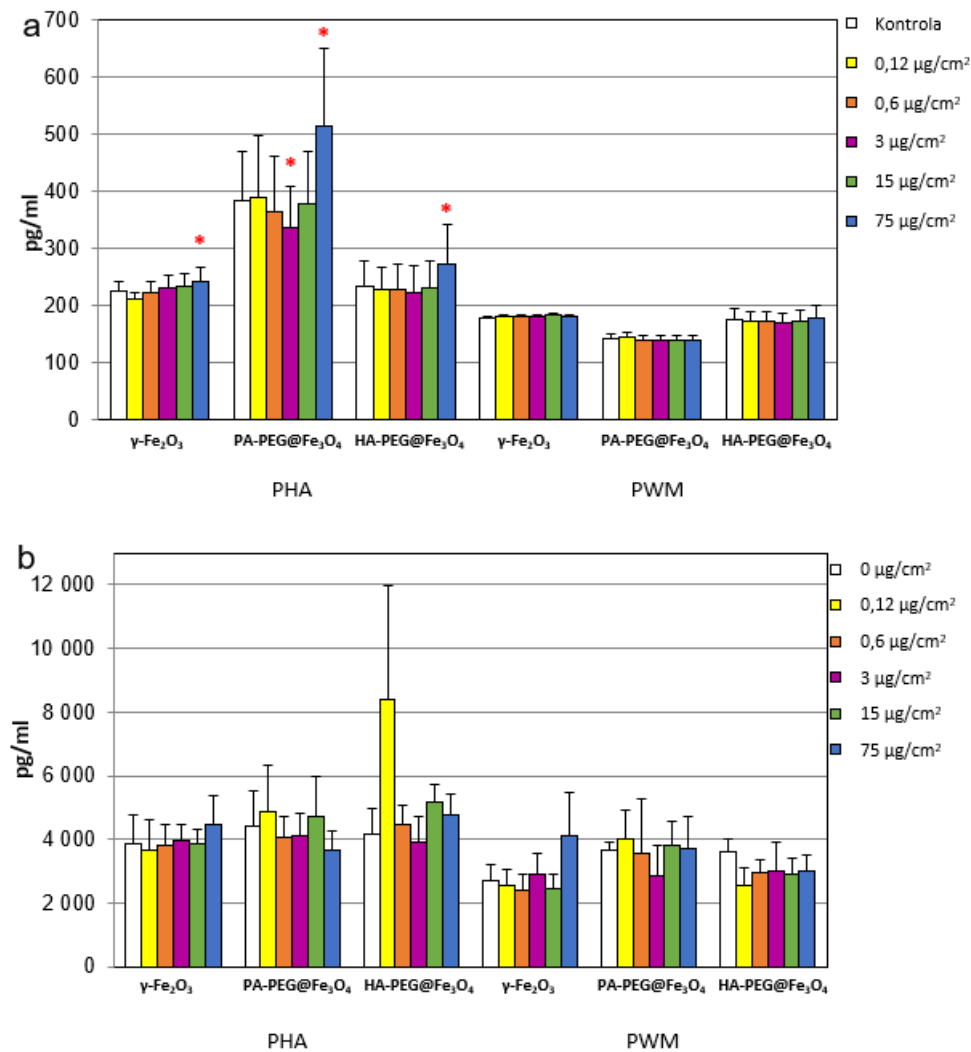 a
700
600
500
400
300
200
100
0
pg/ml
*
*
*
*
Kontrola
0,12 µg/cm²
0,6 µg/cm²
3 µg/cm²
15 µg/cm²
75 µg/cm²
γ-Fe₂O₃ PA-PEG@Fe₃O₄ HA-PEG@Fe₃O₄ γ-Fe₂O₃ PA-PEG@Fe₃O₄ HA-PEG@Fe₃O₄
PHA PWM
b
12 000
10 000
8 000
6 000
4 000
2 000
0
pg/ml
0 µg/cm²
0,12 µg/cm²
0,6 µg/cm²
3 µg/cm²
15 µg/cm²
75 µg/cm²
γ-Fe₂O₃ PA-PEG@Fe₃O₄ HA-PEG@Fe₃O₄ γ-Fe₂O₃ PA-PEG@Fe₃O₄ HA-PEG@Fe₃O₄
PHA PWM